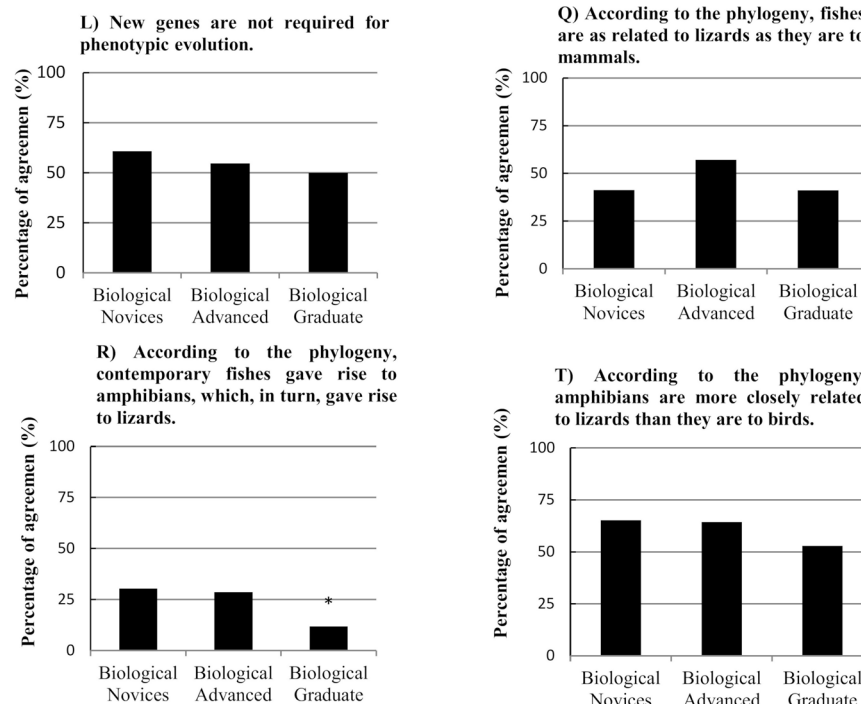 L) New genes are not required for
phenotypic evolution.
Percentage of agreemen (%)
100
75
50
25
0
Biological Biological Biological
Novices Advanced Graduate
Q) According to the phylogeny, fishes
are as related to lizards as they are to
mammals.
Percentage of agreemen (%)
100
75
50
25
0
Biological Biological Biological
Novices Advanced Graduate
R) According to the phylogeny,
contemporary fishes gave rise to
amphibians, which, in turn, gave rise
to lizards.
Percentage of agreemen (%)
100
75
50
25
0
*
Biological Biological Biological
Novices Advanced Graduate
T) According to the phylogeny
amphibians are more closely related
to lizards than they are to birds.
Percentage of agreemen (%)
100
75
50
25
0
Biological Biological Biological
Novices Advanced Graduate